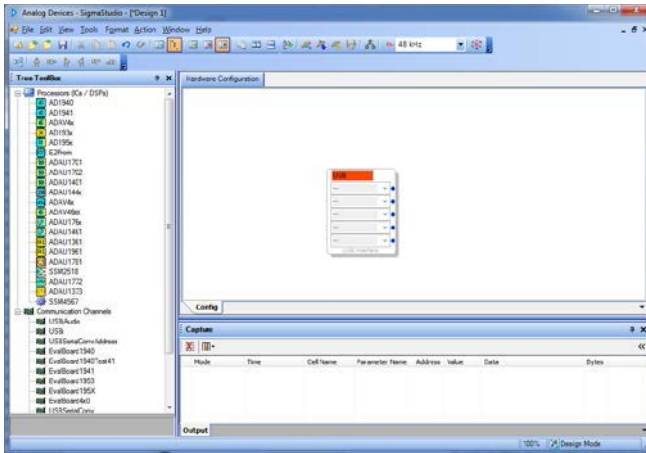 Analog Devices - SigmaStudio - [*Design 1]
File Edit View Tools Format Action Window Help
48 kHz
Tree ToolBox
Hardware Configuration
Processors (ICs / DSPs)
AD1940
AD1941
ADAV4x
AD193x
AD195x
E2Prom
ADAU1701
ADAU1702
ADAU1401
ADAU144x
ADAV4x
ADAV46xx
ADAU176x
ADAU1461
ADAU1361
ADAU1961
ADAU1781
SSM2518
ADAU1772
ADAU1373
SSM4567
Communication Channels
USBAudio
USBi
USBSerialConvAddress
EvalBoard1940
EvalBoard1940Test41
EvalBoard1941
EvalBoard1953
EvalBoard195X
EvalBoard4x0
USBSerialConv
USB
USB Interface
Config
Capture
Mode Time Cell Name Parameter Name Address Value Data Bytes
Output
100% Design Mode